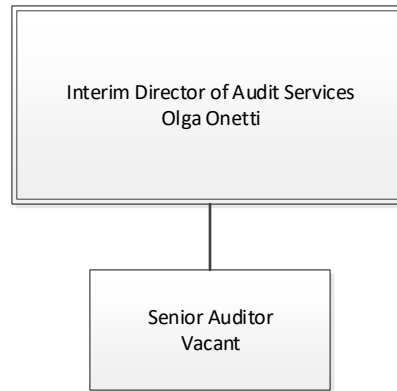 Interim Director of Audit Services
Olga Onetti
Senior Auditor
Vacant